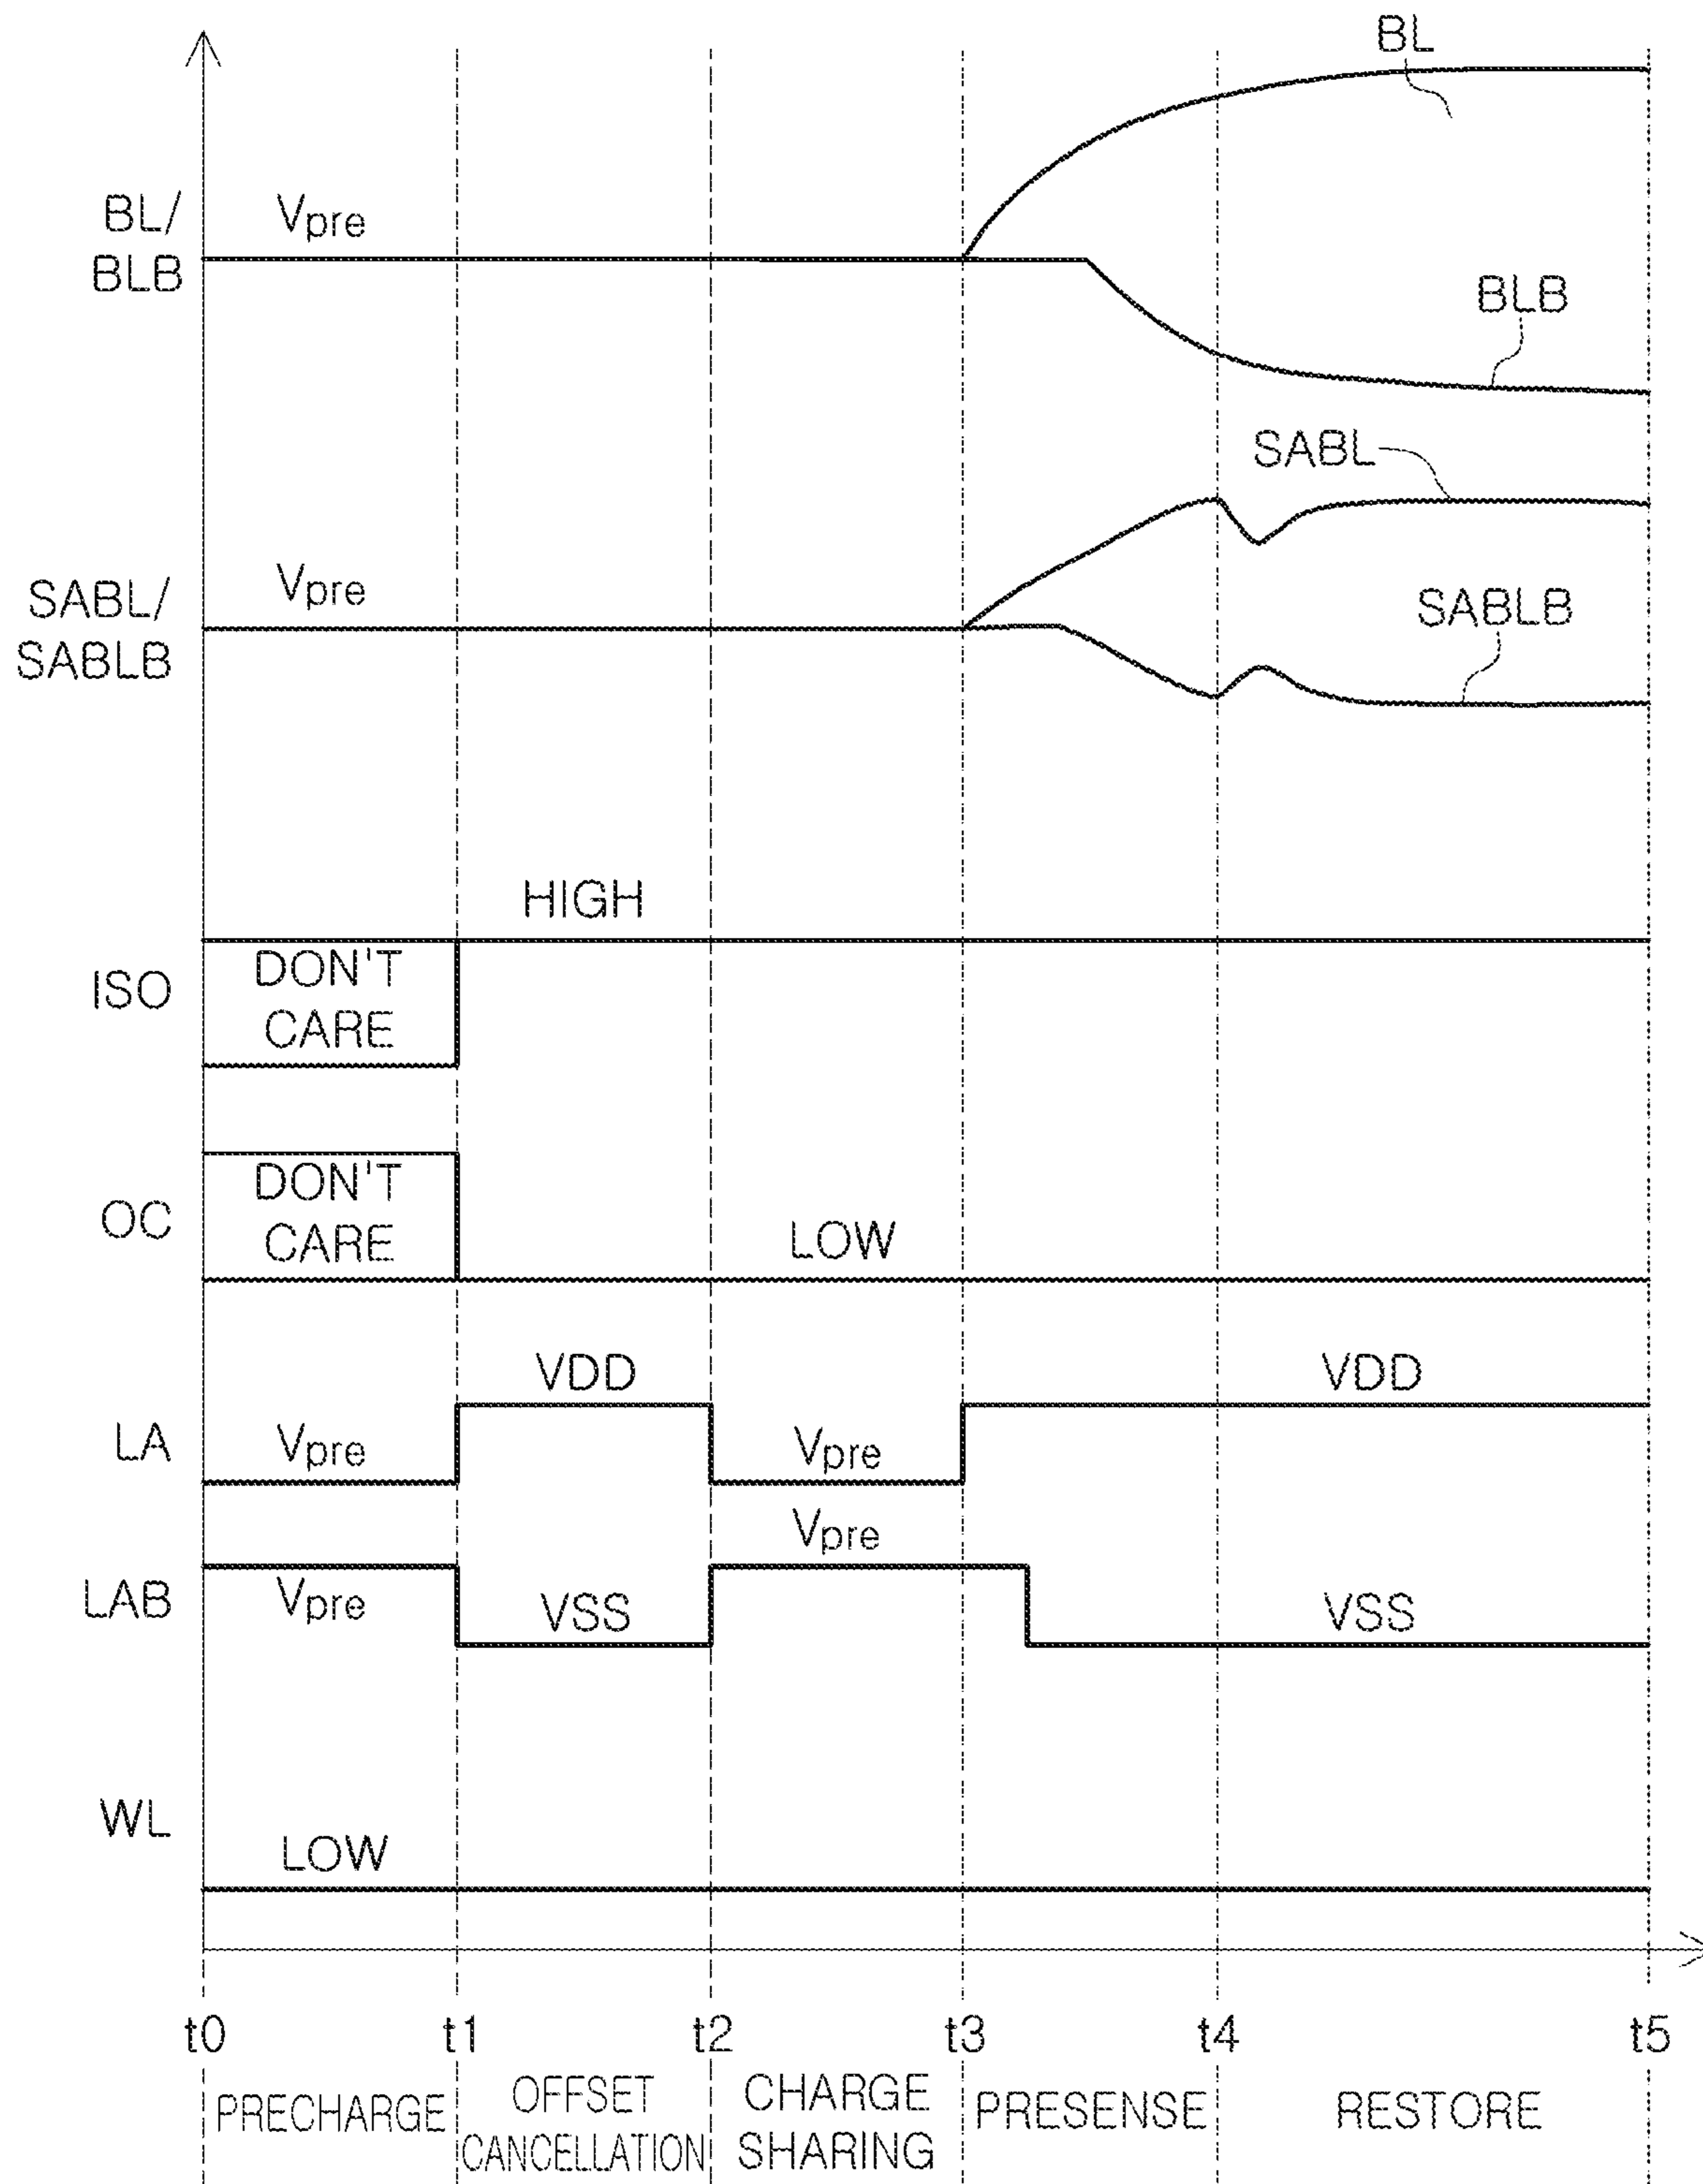 BL
BL/
BLB
Vpre
BLB
SABL
SABL/
SABLB
Vpre
SABLB
HIGH
ISO
DON'T
CARE
OC
DON'T
CARE
LOW
VDD
VDD
LA
Vpre
Vpre
Vpre
LAB
Vpre
VSS
VSS
WL
LOW
t0
t1
t2
t3
t4
t5
PRECHARGE
OFFSET
CANCELLATION
CHARGE
SHARING
PRESENSE
RESTORE